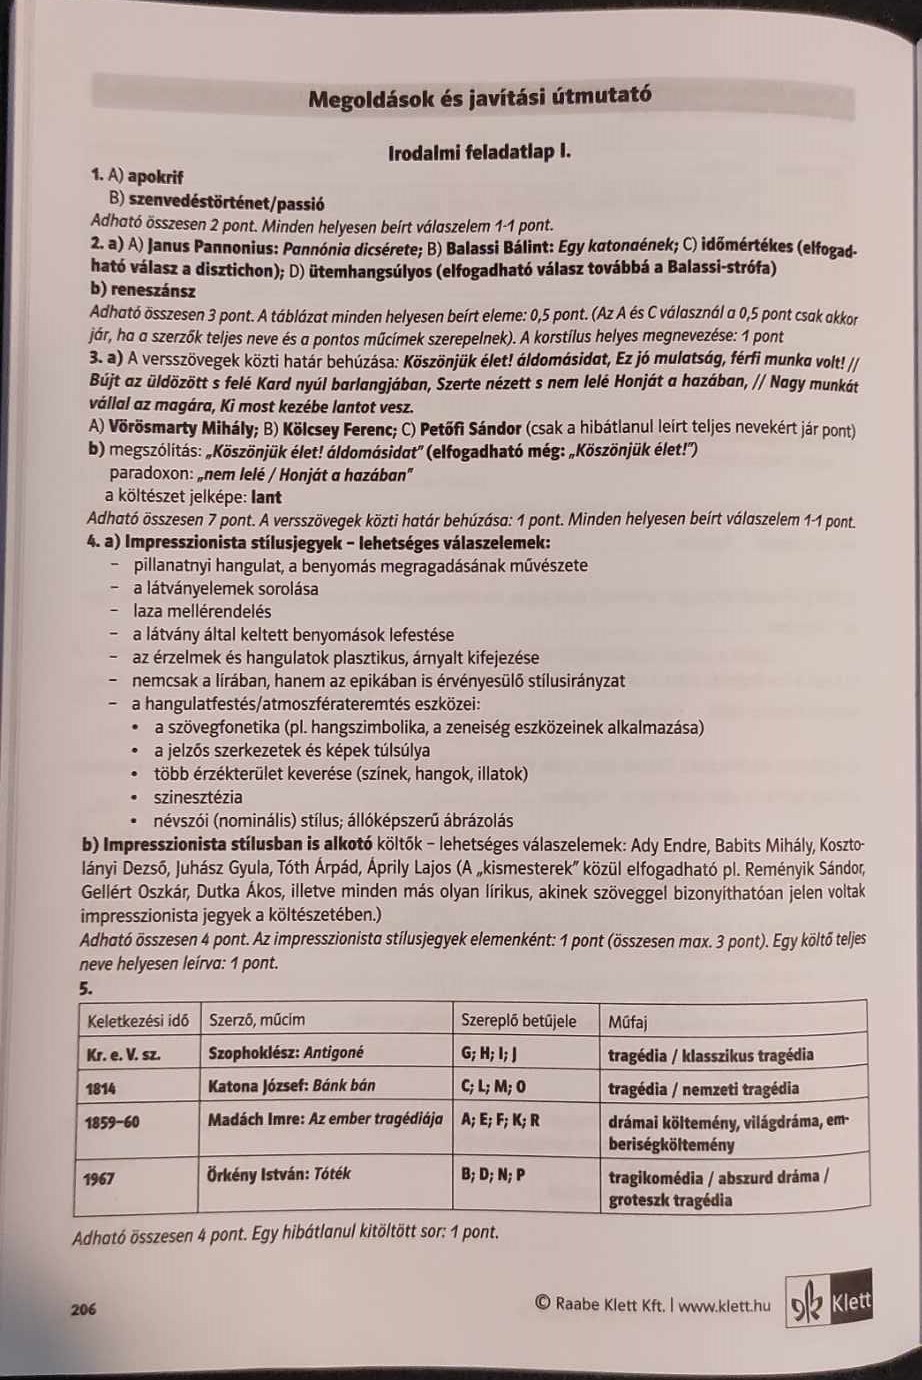 Megoldások és javítási útmutató
Irodalmi feladatlap I.
1. A) apokrif
B) szenvedéstörténet/passió
Adható összesen 2 pont. Minden helyesen beírt válaszelem 1-1 pont.
2. a) A) Janus Pannonius: Pannónia dicsérete; B) Balassi Bálint: Egy katonaének; C) időmértékes (elfogad-
ható válasz a disztichon); D) ütemhangsúlyos (elfogadható válasz továbbá a Balassi-strófa)
b) reneszánsz
Adható összesen 3 pont. A táblázat minden helyesen beírt eleme: 0,5 pont. (Az A és C válasznál a 0,5 pont csak akkor
jár, ha a szerzők teljes neve és a pontos műcímek szerepelnek). A korstílus helyes megnevezése: 1 pont
3. a) A versszövegek közti határ behúzása: Köszönjük élet! áldomásidat, Ez jó mulatság, férfi munka volt! //
Bújt az üldözött s felé Kard nyúl barlangjában, Szerte nézett s nem lelé Honját a hazában, // Nagy munkát
vállal az magára, Ki most kezébe lantot vesz.
A) Vörösmarty Mihály; B) Kölcsey Ferenc; C) Petőfi Sándor (csak a hibátlanul leírt teljes nevekért jár pont)
b) megszólítás: „Köszönjük élet! áldomásidat" (elfogadható még: „Köszönjük élet!")
paradoxon: „nem lelé / Honját a hazában"
a költészet jelképe: lant
Adható összesen 7 pont. A versszövegek közti határ behúzása: 1 pont. Minden helyesen beírt válaszelem 1-1 pont.
4. a) Impresszionista stílusjegyek – lehetséges válaszelemek:
– pillanatnyi hangulat, a benyomás megragadásának művészete
– a látványelemek sorolása
– laza mellérendelés
– a látvány által keltett benyomások lefestése
– az érzelmek és hangulatok plasztikus, árnyalt kifejezése
– nemcsak a lírában, hanem az epikában is érvényesülő stílusirányzat
– a hangulatfestés/atmoszférateremtés eszközei:
• a szövegfonetika (pl. hangszimbolika, a zeneiség eszközeinek alkalmazása)
• a jelzős szerkezetek és képek túlsúlya
• több érzékterület keverése (színek, hangok, illatok)
• szinesztézia
• névszói (nominális) stílus; állóképszerű ábrázolás
b) Impresszionista stílusban is alkotó költők – lehetséges válaszelemek: Ady Endre, Babits Mihály, Koszto-
lányi Dezső, Juhász Gyula, Tóth Árpád, Áprily Lajos (A „kismesterek" közül elfogadható pl. Reményik Sándor,
Gellért Oszkár, Dutka Ákos, illetve minden más olyan lírikus, akinek szöveggel bizonyíthatóan jelen voltak
impresszionista jegyek a költészetében.)
Adható összesen 4 pont. Az impresszionista stílusjegyek elemenként: 1 pont (összesen max. 3 pont). Egy költő teljes
neve helyesen leírva: 1 pont.
5.
Keletkezési idő Szerző, műcím Szereplő betűjele Műfaj
Kr. e. V. sz. Szophoklész: Antigoné G; H; I; J tragédia / klasszikus tragédia
1814 Katona József: Bánk bán C; L; M; O tragédia / nemzeti tragédia
1859–60 Madách Imre: Az ember tragédiája A; E; F; K; R drámai költemény, világdráma, em-
beriségköltemény
1967 Örkény István: Tóték B; D; N; P tragikomédia / abszurd dráma /
groteszk tragédia
Adható összesen 4 pont. Egy hibátlanul kitöltött sor: 1 pont.
206
© Raabe Klett Kft. | www.klett.hu
Klett